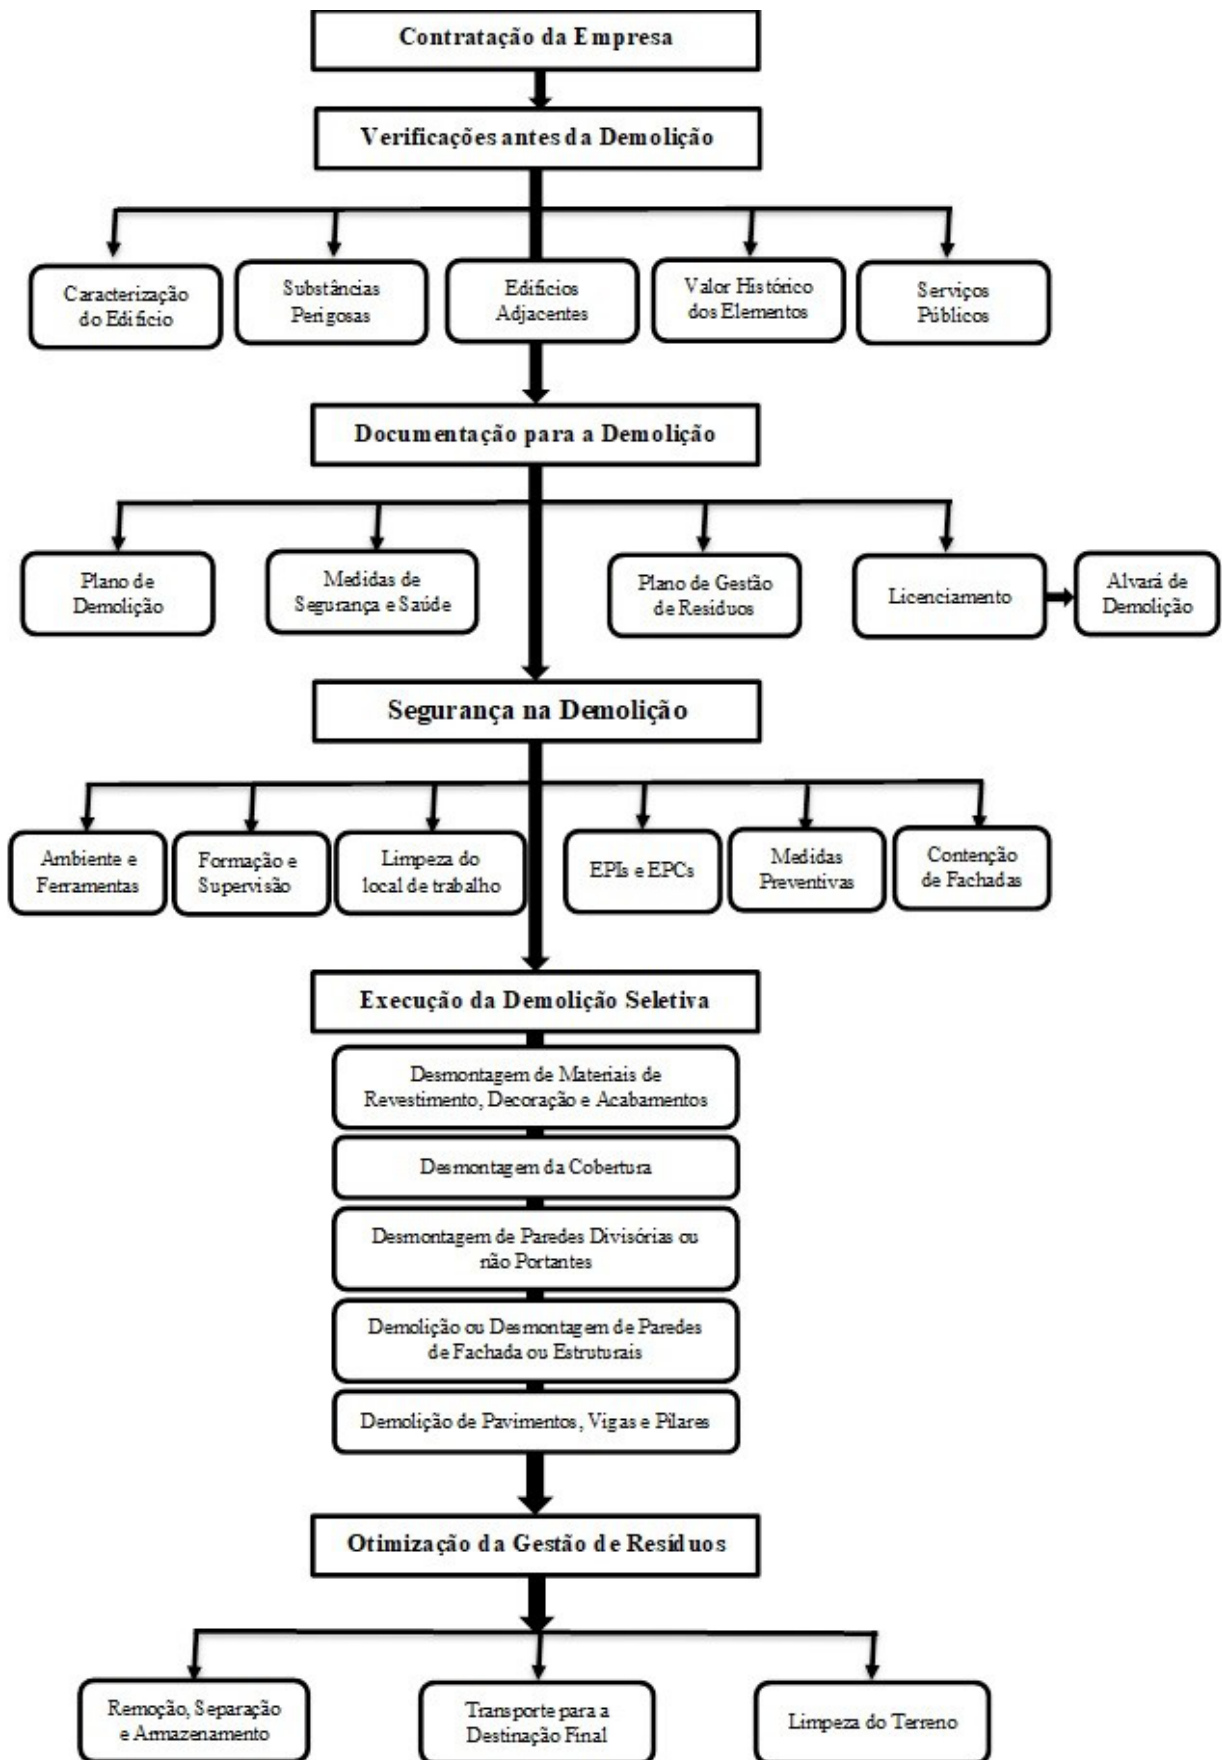 Contratação da Empresa
Verificações antes da Demolição
Caracterização
do Edifício
Substâncias
Perigosas
Edifícios
Adjacentes
Valor Histórico
dos Elementos
Serviços
Públicos
Documentação para a Demolição
Plano de
Demolição
Medidas de
Segurança e Saúde
Plano de Gestão
de Resíduos
Licenciamento
Alvará de
Demolição
Segurança na Demolição
Ambiente e
Ferramentas
Formação e
Supervisão
Limpeza do
local de trabalho
EPIs e EPCs
Medidas
Preventivas
Contenção
de Fachadas
Execução da Demolição Seletiva
Desmontagem de Materiais de
Revestimento, Decoração e Acabamentos
Desmontagem da Cobertura
Desmontagem de Paredes Divisórias ou
não Portantes
Demolição ou Desmontagem de Paredes
de Fachada ou Estruturais
Demolição de Pavimentos, Vigas e Pilares
Otimização da Gestão de Resíduos
Remoção, Separação
e Armazenamento
Transporte para a
Destinação Final
Limpeza do Terreno